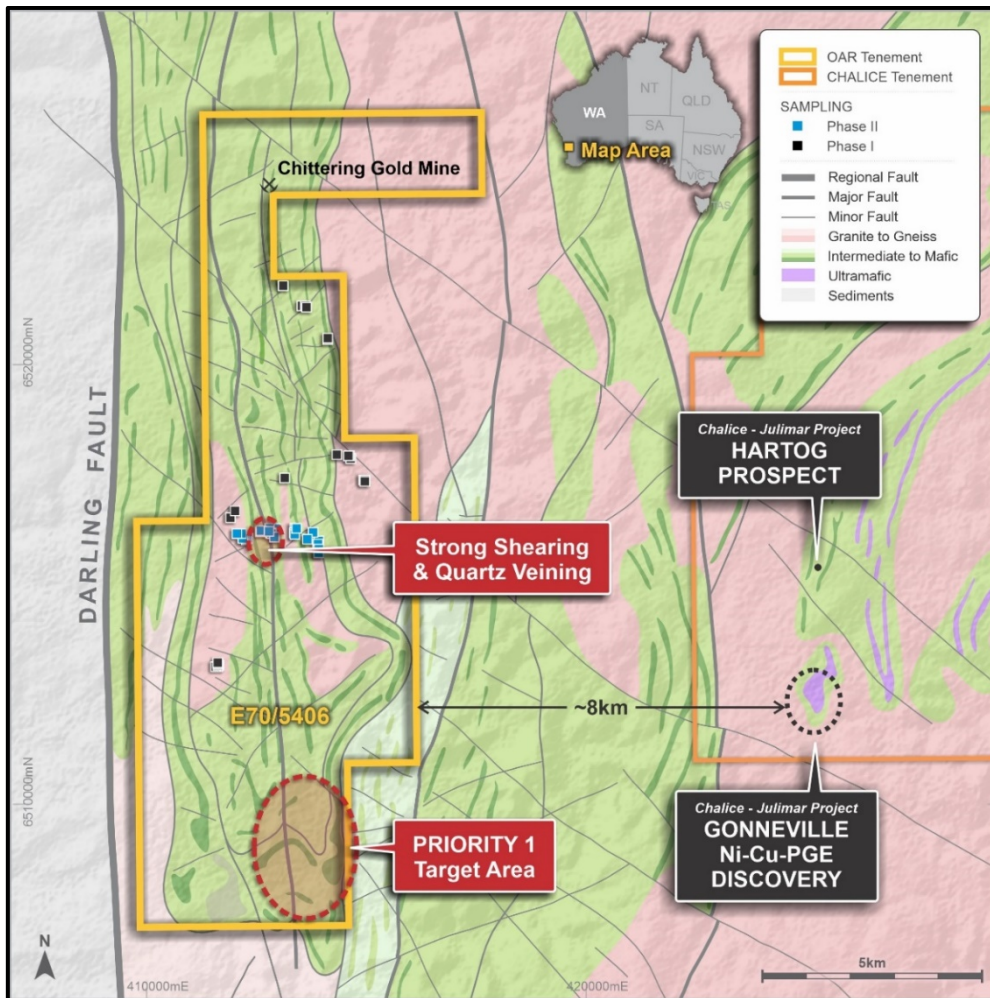 OAR Tenement
CHALICE Tenement
SAMPLING
Phase II
Phase I
Regional Fault
Major Fault
Minor Fault
Granite to Gneiss
Intermediate to Mafic
Ultramafic
Sediments
NT
QLD
WA
SA
NSW
VIC
TAS
Map Area
Chittering Gold Mine
6520000mN
DARLING FAULT
Chalice - Julimar Project
HARTOG
PROSPECT
Strong Shearing
& Quartz Veining
E70/5406
~8km
6510000mN
PRIORITY 1
Target Area
Chalice - Julimar Project
GONNEVILLE
Ni-Cu-PGE
DISCOVERY
N
410000mE
420000mE
5km